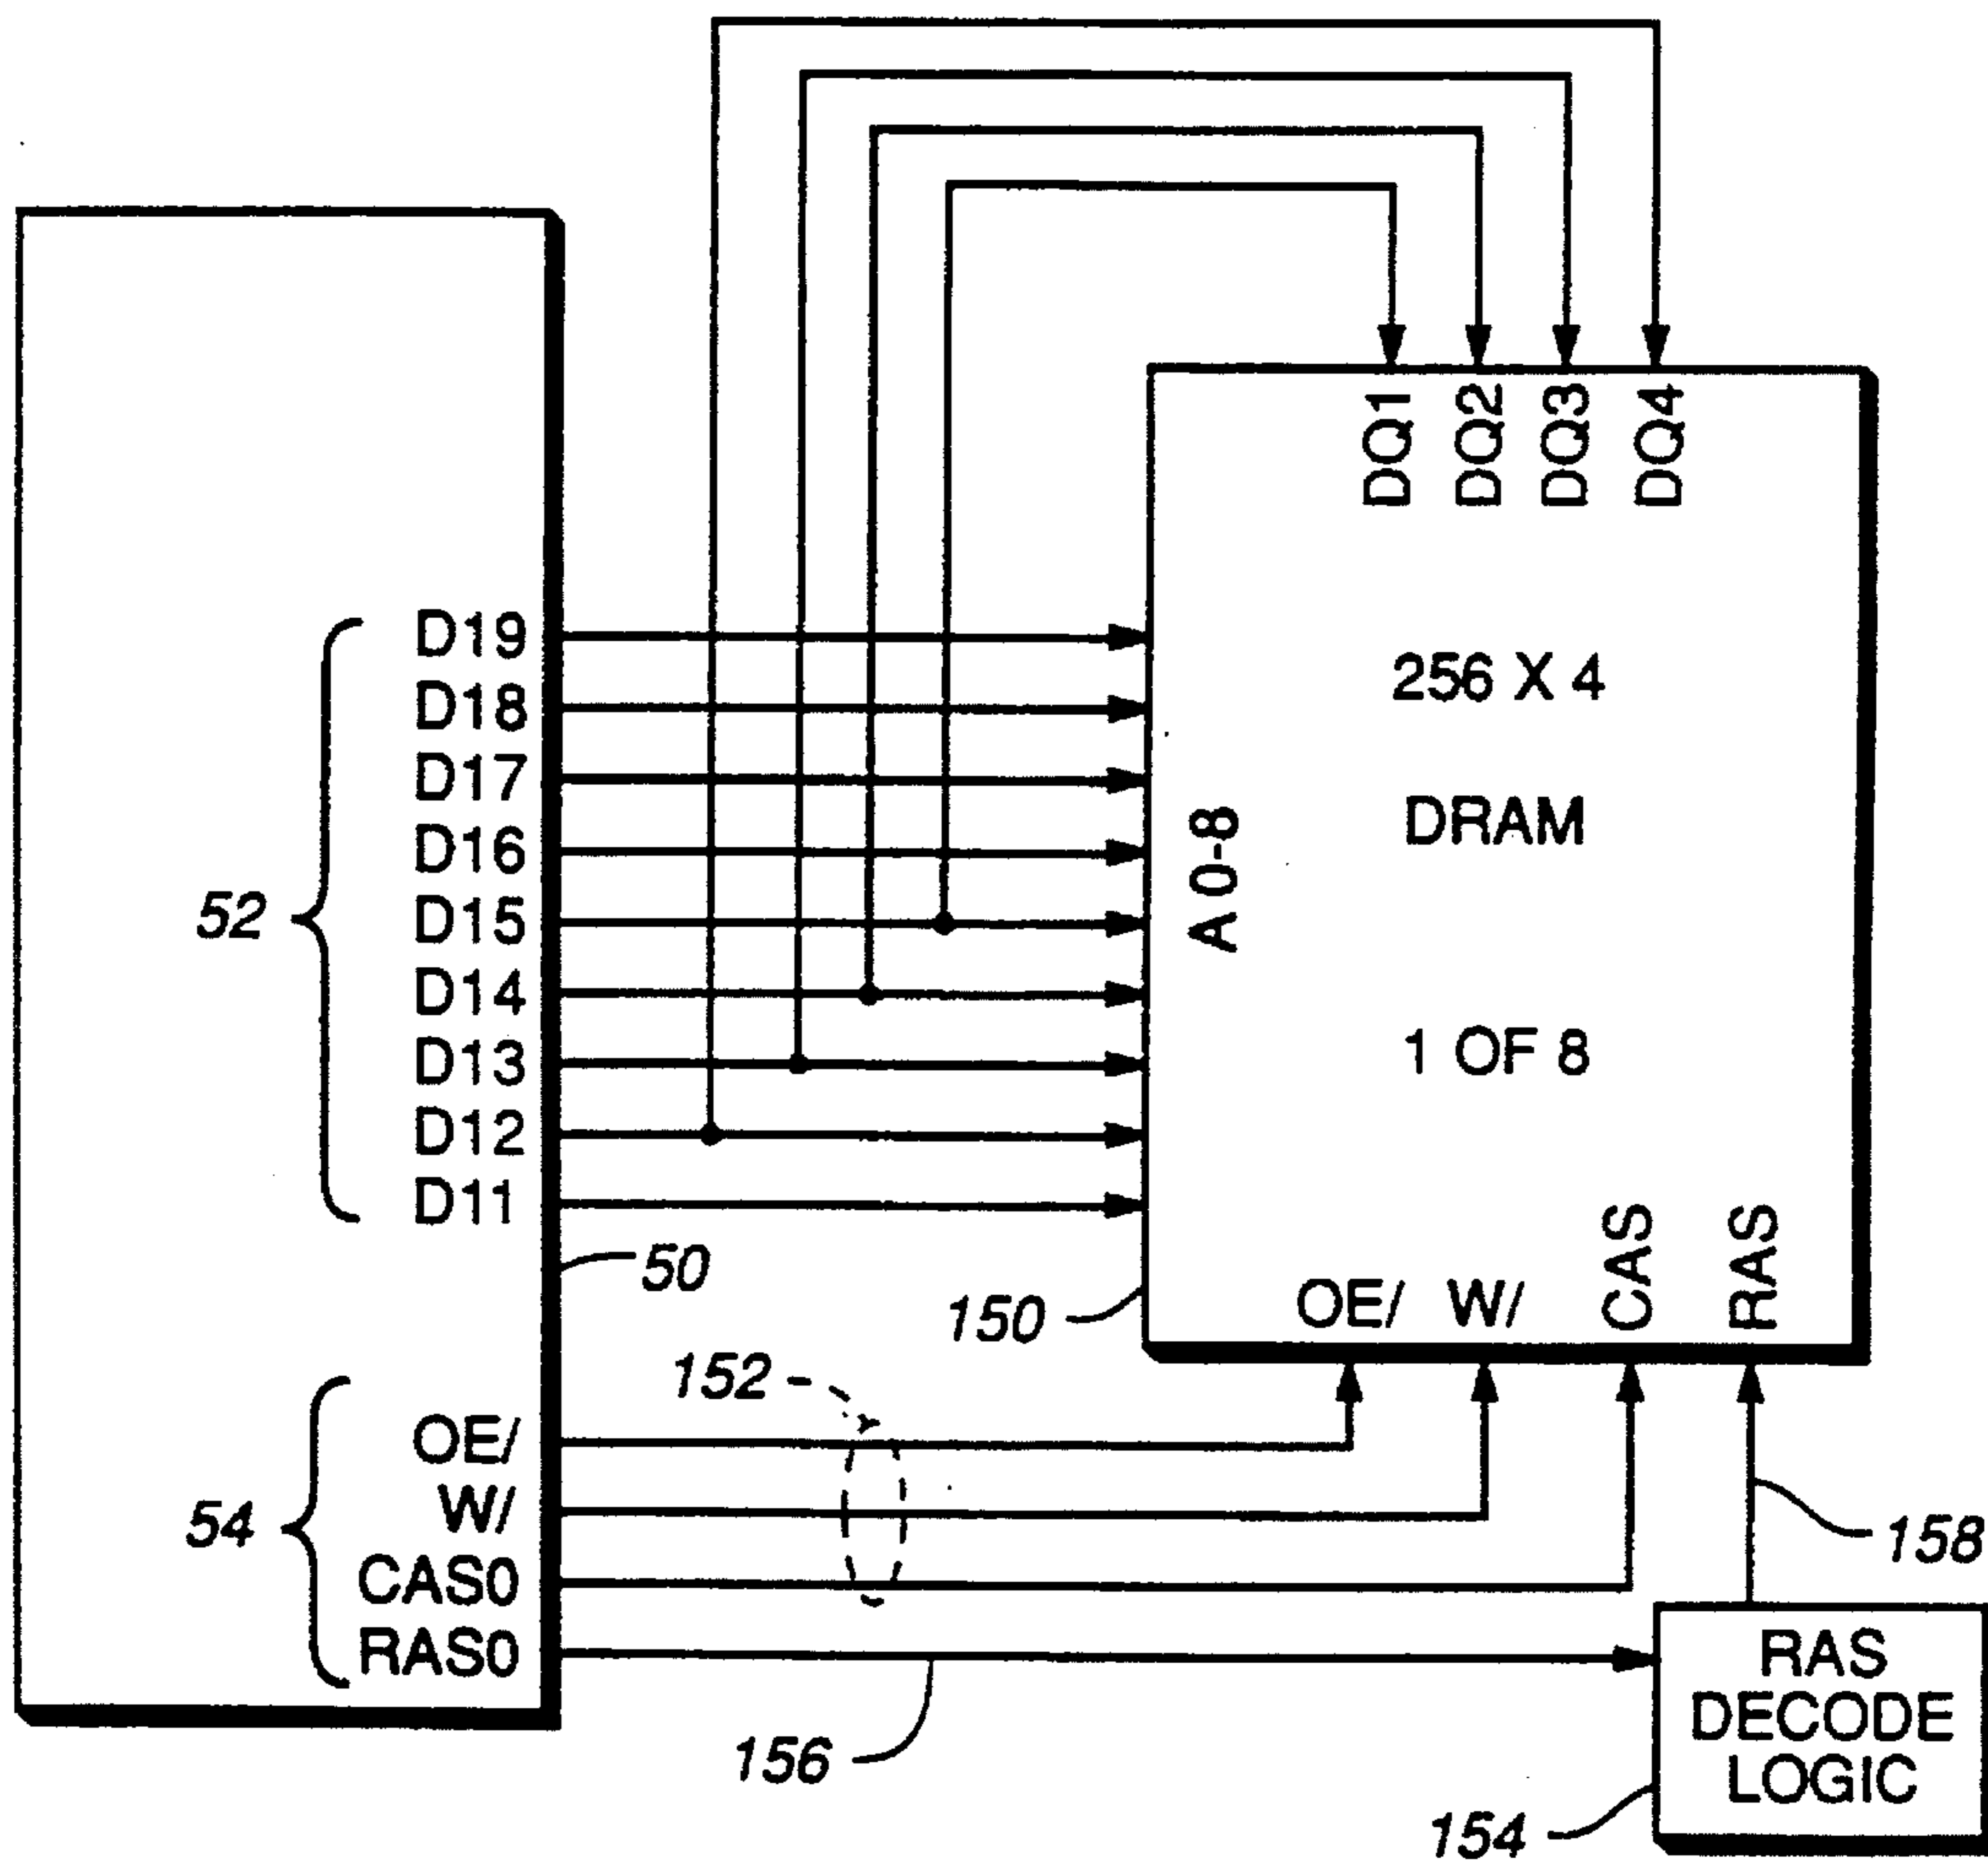 DQ1
DQ2
DQ3
DQ4
256 X 4
DRAM
1 OF 8
A 0-8
52
D19
D18
D17
D16
D15
D14
D13
D12
D11
50
150
OE/
W/
CAS
RAS
152
54
OE/
W/
CAS0
RAS0
156
158
RAS
DECODE
LOGIC
154